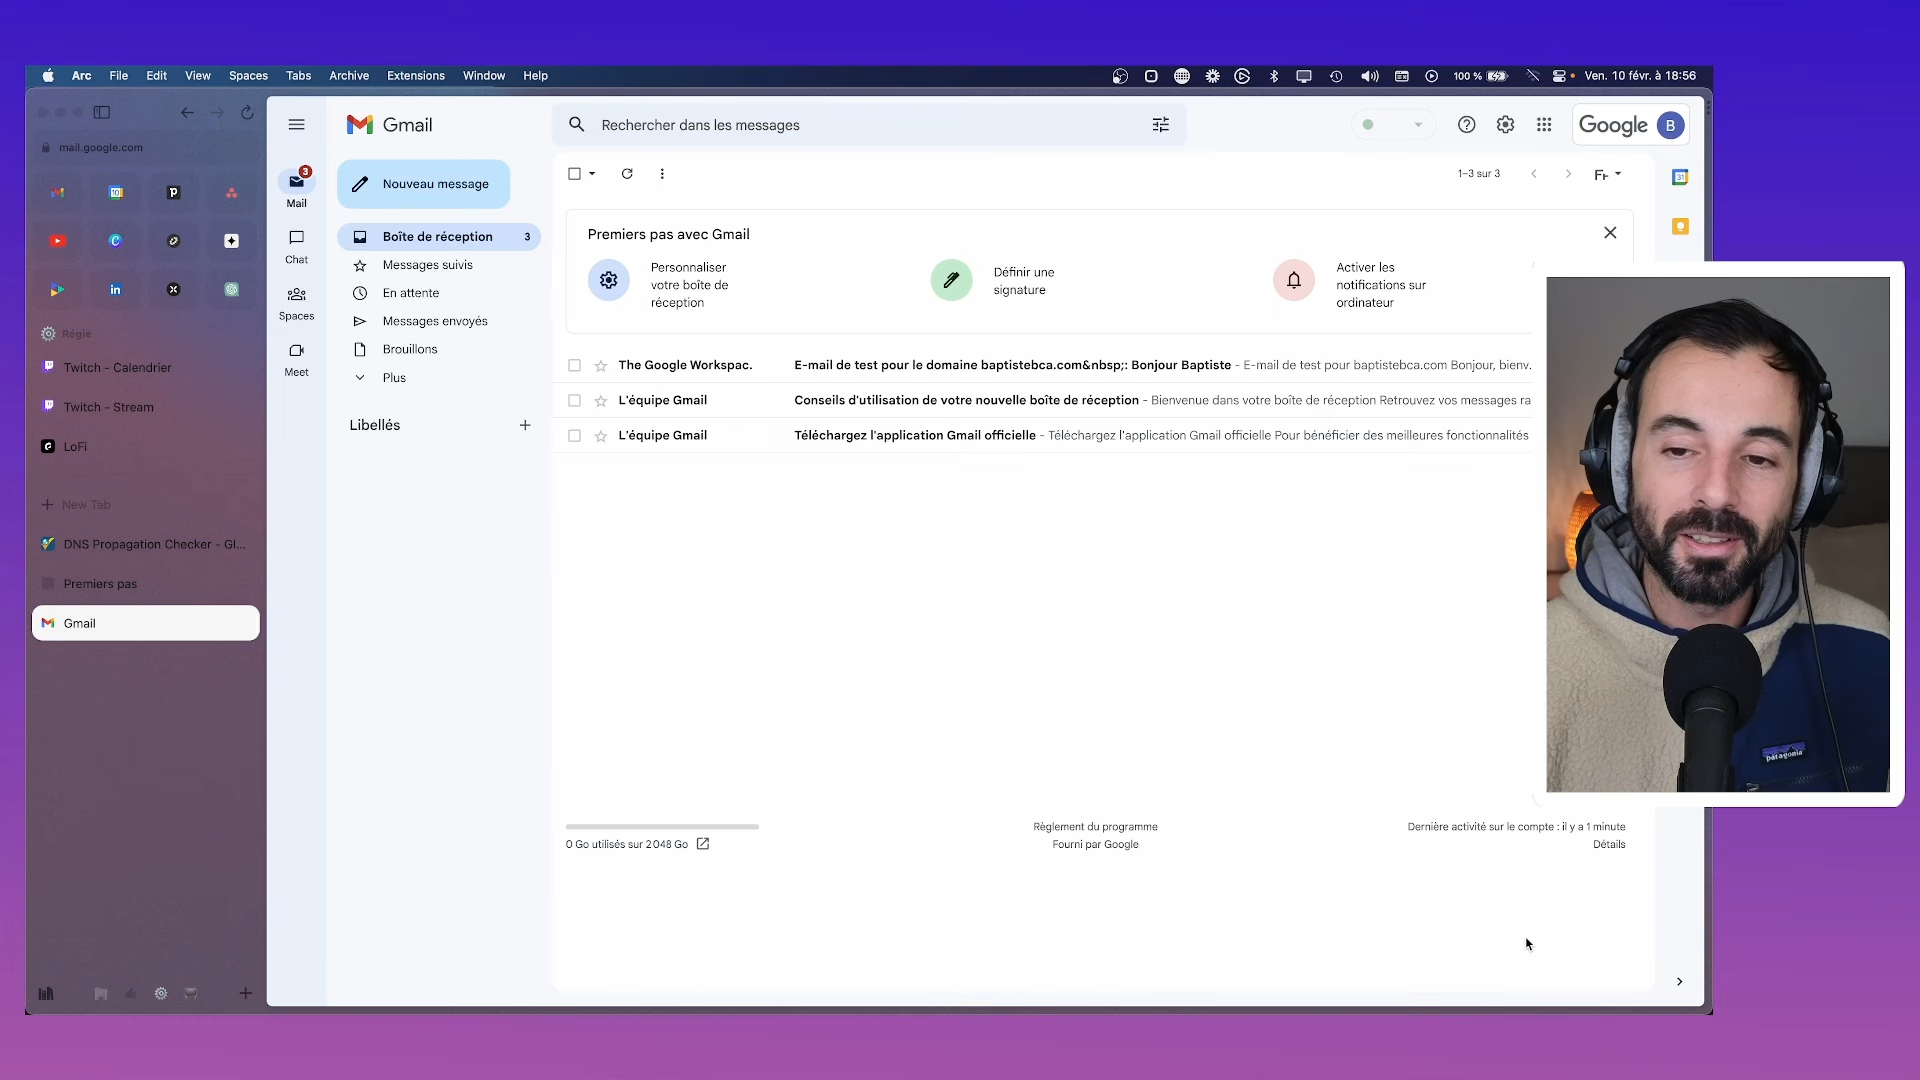 Arc File Edit View Spaces Tabs Archive Extensions Window Help
100 % Ven. 10 févr. à 18:56
mail.google.com
Régie
Twitch - Calendrier
Twitch - Stream
LoFi
New Tab
DNS Propagation Checker - Gl...
Premiers pas
Gmail
3
Mail
Chat
Spaces
Meet
Gmail
Nouveau message
Boîte de réception 3
Messages suivis
En attente
Messages envoyés
Brouillons
Plus
Libellés
Rechercher dans les messages
Google B
1–3 sur 3
Premiers pas avec Gmail
Personnaliser
votre boîte de
réception
Définir une
signature
Activer les
notifications sur
ordinateur
The Google Workspac. E-mail de test pour le domaine baptistebca.com&nbsp;: Bonjour Baptiste - E-mail de test pour baptistebca.com Bonjour, bienv.
L'équipe Gmail Conseils d'utilisation de votre nouvelle boîte de réception - Bienvenue dans votre boîte de réception Retrouvez vos messages ra
L'équipe Gmail Téléchargez l'application Gmail officielle - Téléchargez l'application Gmail officielle Pour bénéficier des meilleures fonctionnalités
0 Go utilisés sur 2 048 Go
Règlement du programme
Fourni par Google
Dernière activité sur le compte : il y a 1 minute
Détails
patagonia